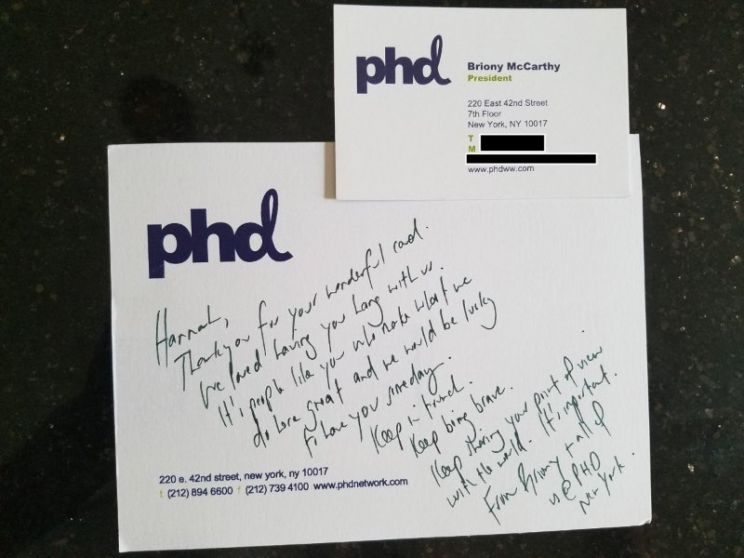 phd
Briony McCarthy
President
220 East 42nd Street
7th Floor
New York, NY 10017
T
M
www.phdww.com
phd
Hannah,
Thank you for your wonderful card.
We loved having you hang with us.
It's people like you who make what we
do here great and we would be lucky
to have you someday.
Keep in touch.
Keep being brave.
Keep sharing your point of view
with the world. It's important.
From Briony + all of
us @ PHD
New York.
220 e. 42nd street, new york, ny 10017
t (212) 894 6600 f (212) 739 4100 www.phdnetwork.com